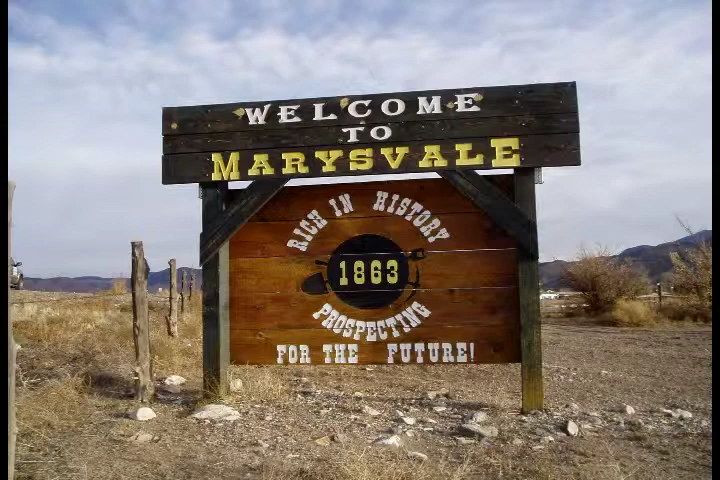 WELCOME
TO
MARYSVALE
RICH IN HISTORY
1863
PROSPECTING
FOR THE FUTURE!